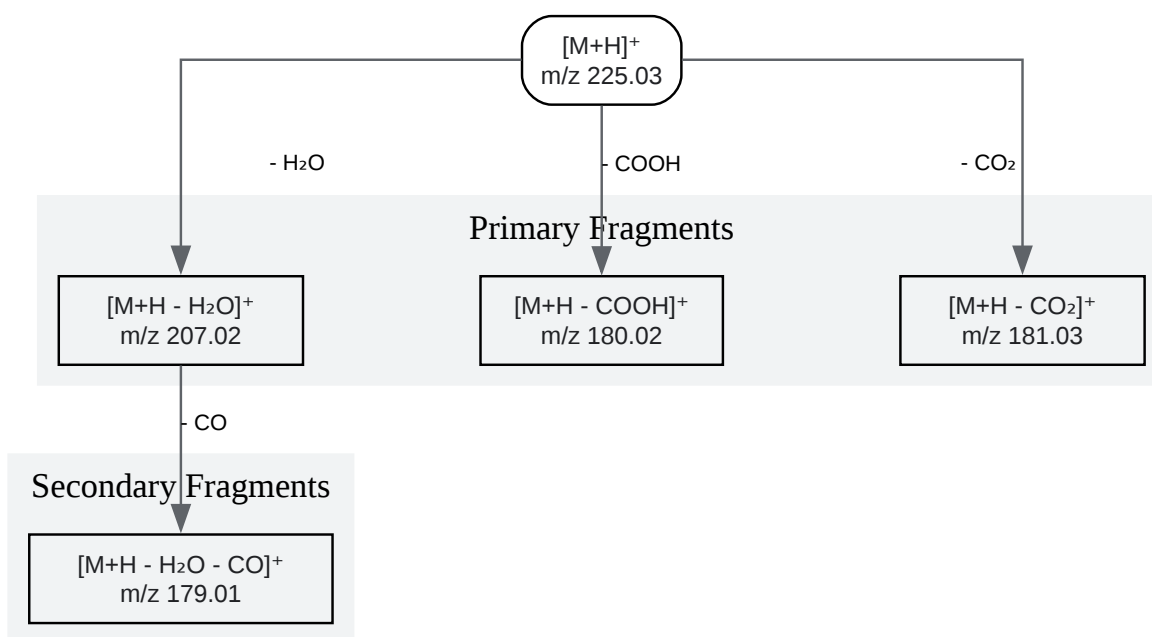 [M+H]⁺
m/z 225.03
- H₂O
- COOH
- CO₂
Primary Fragments
[M+H - H₂O]⁺
m/z 207.02
[M+H - COOH]⁺
m/z 180.02
[M+H - CO₂]⁺
m/z 181.03
- CO
Secondary Fragments
[M+H - H₂O - CO]⁺
m/z 179.01